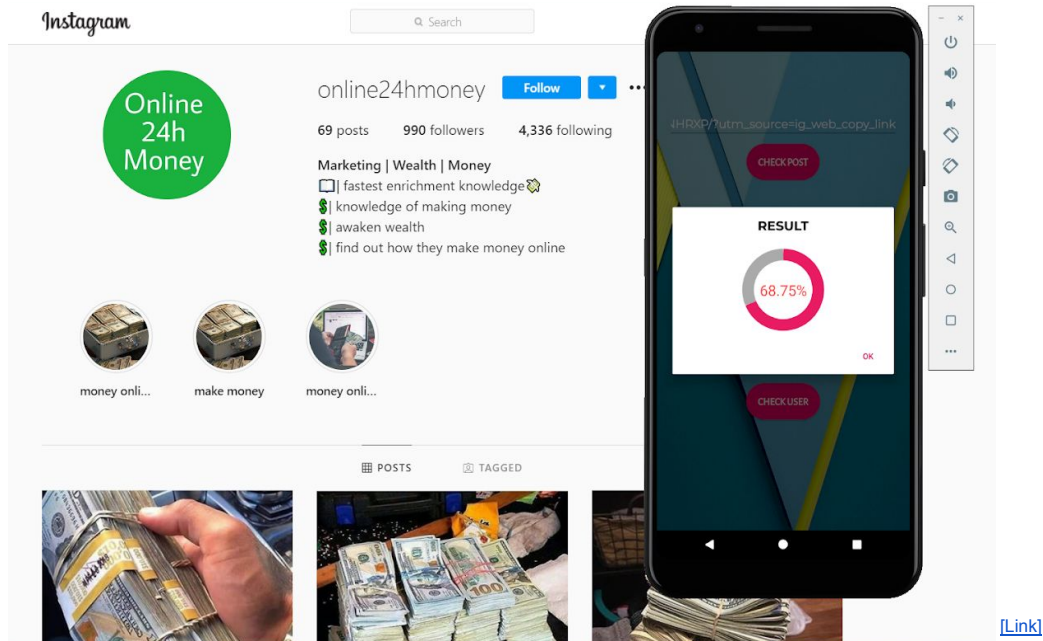 Instagram
Search
Online
24h
Money
online24hmoney
Follow
69 posts 990 followers 4,336 following
Marketing | Wealth | Money
| fastest enrichment knowledge
| knowledge of making money
| awaken wealth
| find out how they make money online
money onli...
make money
money onli...
POSTS
TAGGED
HRXP/?utm_source=ig_web_copy_link
CHECK POST
RESULT
68.75%
OK
CHECK USER
[Link]